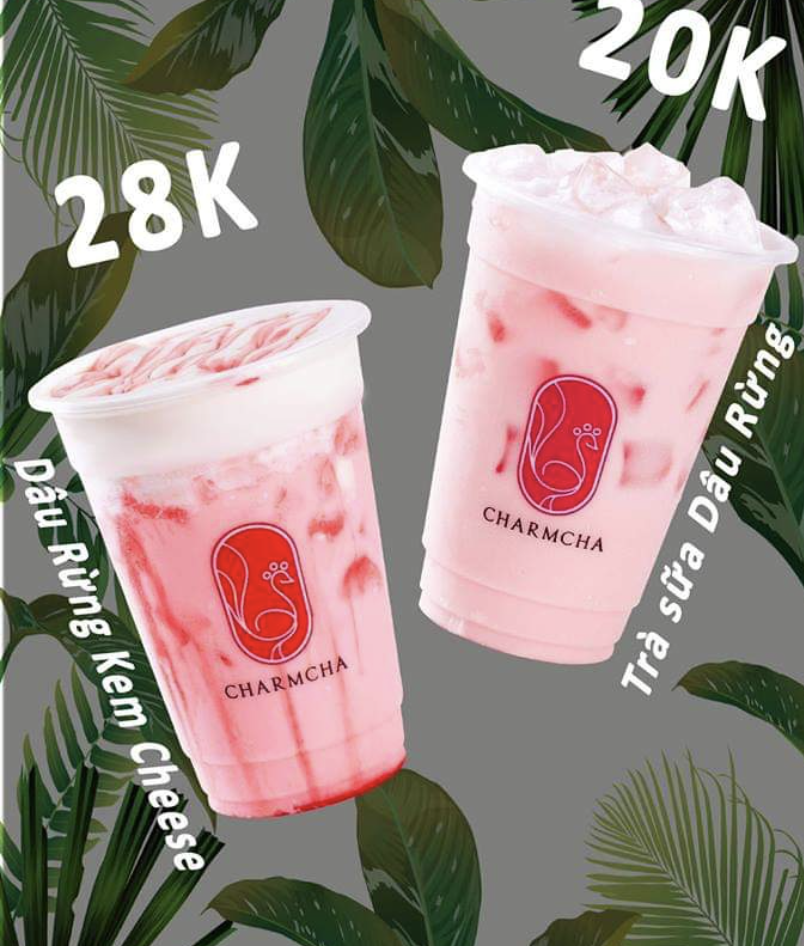 20K
28K
Dâu Rừng Kem Cheese
Trà sữa Dâu Rừng
CHARMCHA
CHARMCHA